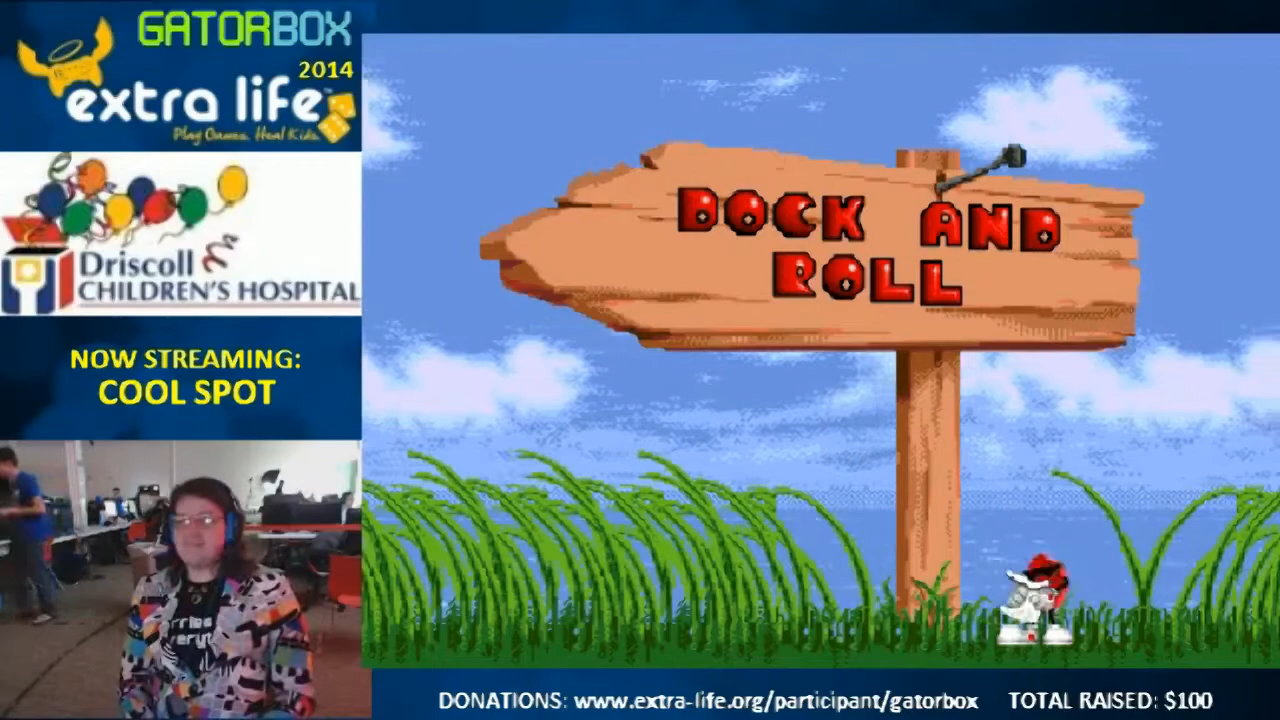 GATORBOX
2014
extra life
Play Games. Heal Kids.
Driscoll
CHILDREN'S HOSPITAL
NOW STREAMING:
COOL SPOT
DOCK AND
ROLL
DONATIONS: www.extra-life.org/participant/gatorbox TOTAL RAISED: $100